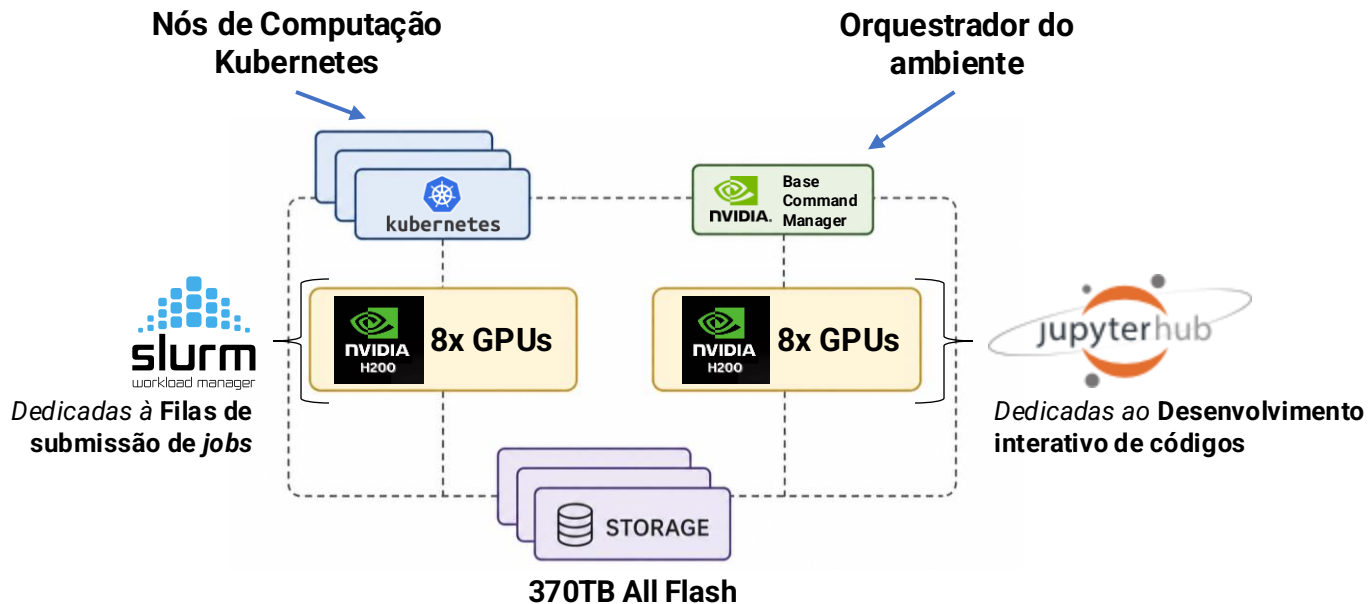 Nós de Computação
Kubernetes
Orquestrador do
ambiente
kubernetes
NVIDIA.
Base
Command
Manager
slurm
workload manager
Dedicadas à Filas de
submissão de jobs
NVIDIA
H200
8x GPUs
NVIDIA
H200
8x GPUs
jupyterhub
Dedicadas ao Desenvolvimento
interativo de códigos
STORAGE
370TB All Flash